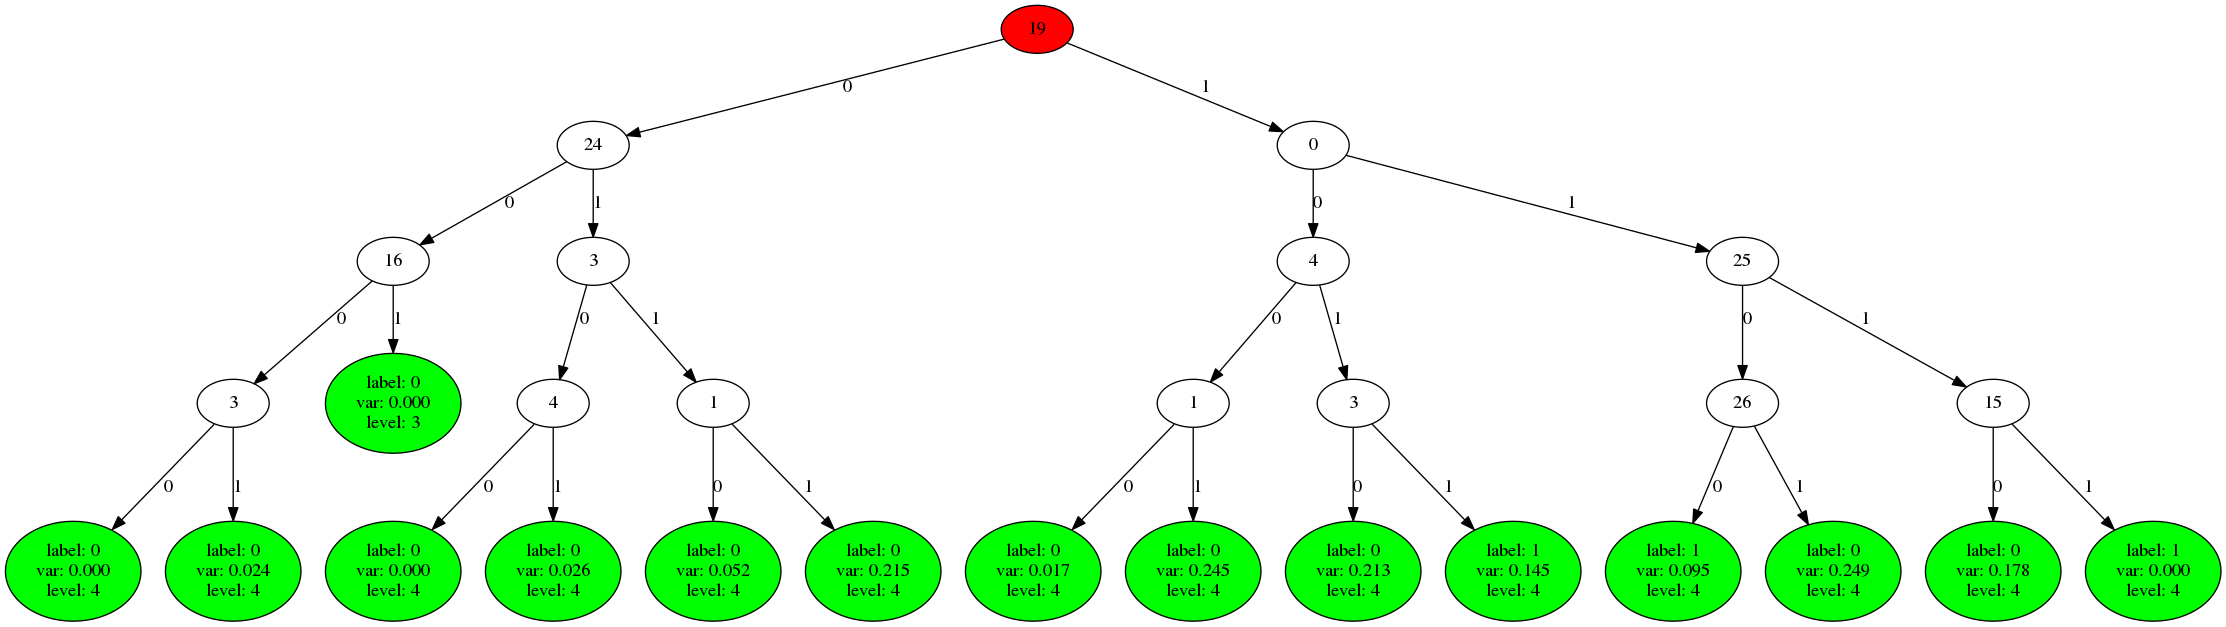 19
0
1
24
0
0
1
0
1
16
3
4
25
0
1
0
1
0
1
0
1
3
label: 0
var: 0.000
level: 3
4
1
1
3
26
15
0
1
0
1
0
1
0
1
0
1
0
1
0
1
label: 0
var: 0.000
level: 4
label: 0
var: 0.024
level: 4
label: 0
var: 0.000
level: 4
label: 0
var: 0.026
level: 4
label: 0
var: 0.052
level: 4
label: 0
var: 0.215
level: 4
label: 0
var: 0.017
level: 4
label: 0
var: 0.245
level: 4
label: 0
var: 0.213
level: 4
label: 1
var: 0.145
level: 4
label: 1
var: 0.095
level: 4
label: 0
var: 0.249
level: 4
label: 0
var: 0.178
level: 4
label: 1
var: 0.000
level: 4